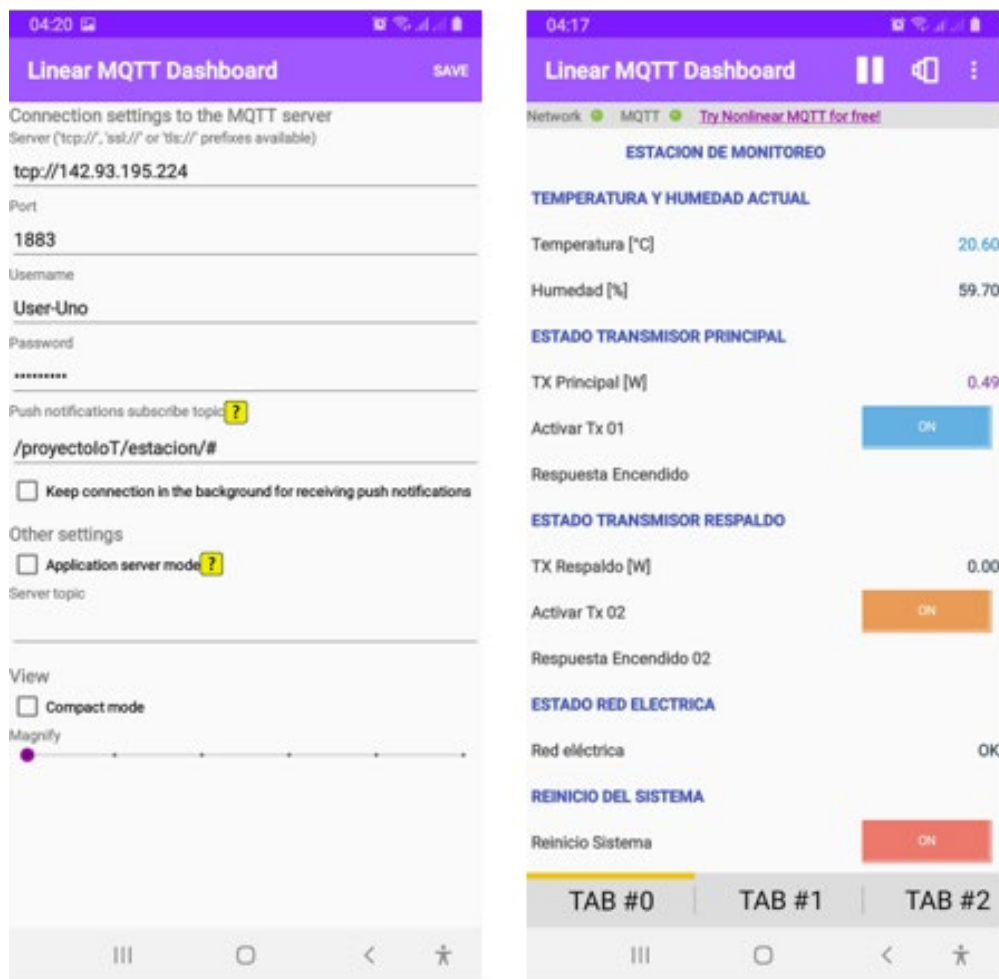 04:20
Linear MQTT Dashboard SAVE
Connection settings to the MQTT server
Server ('tcp://', 'ssl://' or 'tls://' prefixes available)
tcp://142.93.195.224
Port
1883
Username
User-Uno
Password
•••••••••
Push notifications subscribe topic ?
/proyectoIoT/estacion/#
Keep connection in the background for receiving push notifications
Other settings
Application server mode ?
Server topic
View
Compact mode
Magnify
04:17
Linear MQTT Dashboard
Network MQTT Try Nonlinear MQTT for free!
ESTACION DE MONITOREO
TEMPERATURA Y HUMEDAD ACTUAL
Temperatura [°C] 20.60
Humedad [%] 59.70
ESTADO TRANSMISOR PRINCIPAL
TX Principal [W] 0.49
Activar Tx 01 ON
Respuesta Encendido
ESTADO TRANSMISOR RESPALDO
TX Respaldo [W] 0.00
Activar Tx 02 ON
Respuesta Encendido 02
ESTADO RED ELECTRICA
Red eléctrica OK
REINICIO DEL SISTEMA
Reinicio Sistema ON
TAB #0 TAB #1 TAB #2